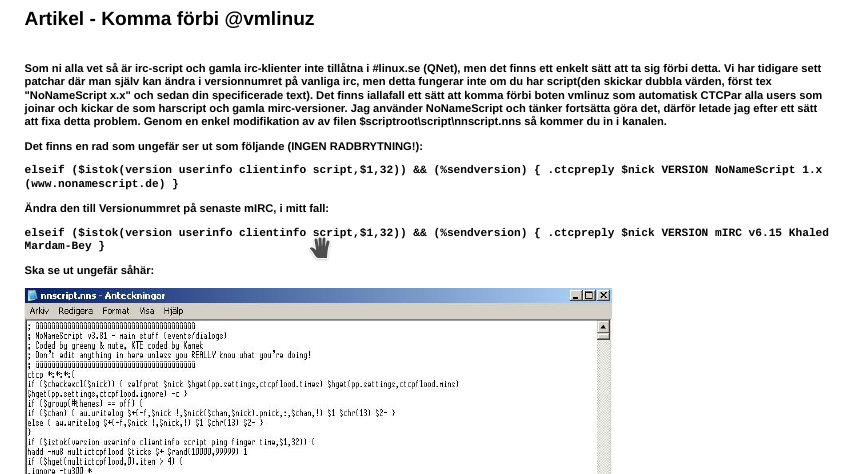 Artikel - Komma förbi @vmlinuz
Som ni alla vet så är irc-script och gamla irc-klienter inte tillåtna i #linux.se (QNet), men det finns ett enkelt sätt att ta sig förbi detta. Vi har tidigare sett
patchar där man själv kan ändra i versionnumret på vanliga irc, men detta fungerar inte om du har script(den skickar dubbla värden, först tex
"NoNameScript x.x" och sedan din specificerade text). Det finns iallafall ett sätt att komma förbi boten vmlinuz som automatisk CTCPar alla users som
joinar och kickar de som harscript och gamla mirc-versioner. Jag använder NoNameScript och tänker fortsätta göra det, därför letade jag efter ett sätt
att fixa detta problem. Genom en enkel modifikation av av filen $scriptroot\script\nnscript.nns så kommer du in i kanalen.
Det finns en rad som ungefär ser ut som följande (INGEN RADBRYTNING!):
elseif ($istok(version userinfo clientinfo script,$1,32)) && (%sendversion) { .ctcpreply $nick VERSION NoNameScript 1.x
(www.nonamescript.de) }
Ändra den till Versionummret på senaste mIRC, i mitt fall:
elseif ($istok(version userinfo clientinfo script,$1,32)) && (%sendversion) { .ctcpreply $nick VERSION mIRC v6.15 Khaled
Mardam-Bey }
Ska se ut ungefär såhär:
nnscript.nns - Anteckningar
Arkiv Redigera Format Visa Hjälp
; NoNameScript v3.81 - main stuff (events/dialogs)
; Coded by greeny & mute, KTE coded by Kamek
; Don't edit anything in here unless you REALLY know what you're doing!
ctcp *:*:*:{
if ($checkexcl($nick)) { selfprot $nick $hget(pp.settings,ctcpflood.times) $hget(pp.settings,ctcpflood.mins)
$hget(pp.settings,ctcpflood.ignore) -c }
if ($group(#themes) == off) {
if ($chan) { aw.writelog $+(-f,$nick !,$nick($chan,$nick).pnick,:,$chan,!) $1 $chr(13) $2- }
else { aw.writelog $+(-f,$nick !,$nick,!) $1 $chr(13) $2- }
}
if ($istok(version userinfo clientinfo script ping finger time,$1,32)) {
hadd -mu8 multictcpflood $ticks $+ $rand(10000,99999) 1
if ($hget(multictcpflood,0).item > 4) {
.ignore -tu300 *